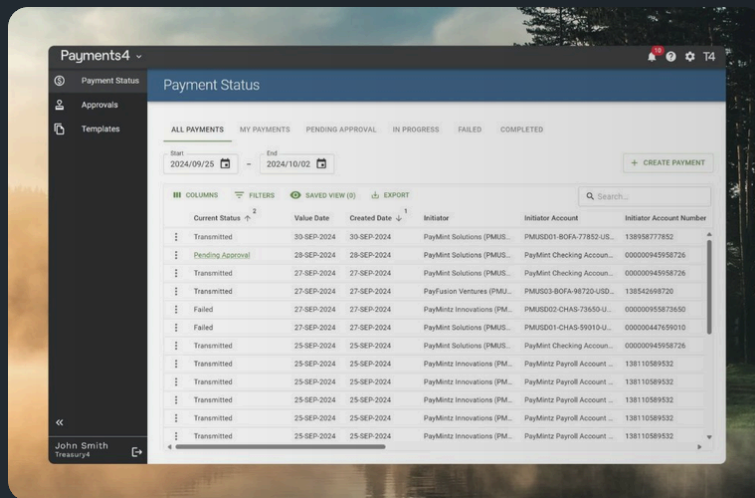 Payments4
10
T4
Payment Status
Approvals
Templates
Payment Status
ALL PAYMENTS MY PAYMENTS PENDING APPROVAL IN PROGRESS FAILED COMPLETED
Start End
2024/09/25 – 2024/10/02
+ CREATE PAYMENT
COLUMNS FILTERS SAVED VIEW (0) EXPORT Search...
Current Status 2 Value Date Created Date 1 Initiator Initiator Account Initiator Account Number
Transmitted 30-SEP-2024 30-SEP-2024 PayMint Solutions (PMUS... PMUSD01-BOFA-77852-US... 138958777852
Pending Approval 28-SEP-2024 28-SEP-2024 PayMint Solutions (PMUS... PayMint Checking Accoun... 000000945958726
Transmitted 27-SEP-2024 27-SEP-2024 PayMint Solutions (PMUS... PayMint Checking Accoun... 000000945958726
Transmitted 27-SEP-2024 27-SEP-2024 PayFusion Ventures (PMU... PMUS03-BOFA-98720-USD... 138542698720
Failed 27-SEP-2024 27-SEP-2024 PayMintz Innovations (PM... PMUSD02-CHAS-73650-U... 000000955873650
Failed 27-SEP-2024 27-SEP-2024 PayMint Solutions (PMUS... PMUSD01-CHAS-59010-U... 000000447659010
Transmitted 25-SEP-2024 25-SEP-2024 PayMint Solutions (PMUS... PayMint Checking Accoun... 000000945958726
Transmitted 25-SEP-2024 25-SEP-2024 PayMintz Innovations (PM... PayMintz Payroll Account ... 138110589532
Transmitted 25-SEP-2024 25-SEP-2024 PayMintz Innovations (PM... PayMintz Payroll Account ... 138110589532
Transmitted 25-SEP-2024 25-SEP-2024 PayMintz Innovations (PM... PayMintz Payroll Account ... 138110589532
Transmitted 25-SEP-2024 25-SEP-2024 PayMintz Innovations (PM... PayMintz Payroll Account ... 138110589532
Transmitted 25-SEP-2024 25-SEP-2024 PayMintz Innovations (PM... PayMintz Payroll Account ... 138110589532
John Smith
Treasury4